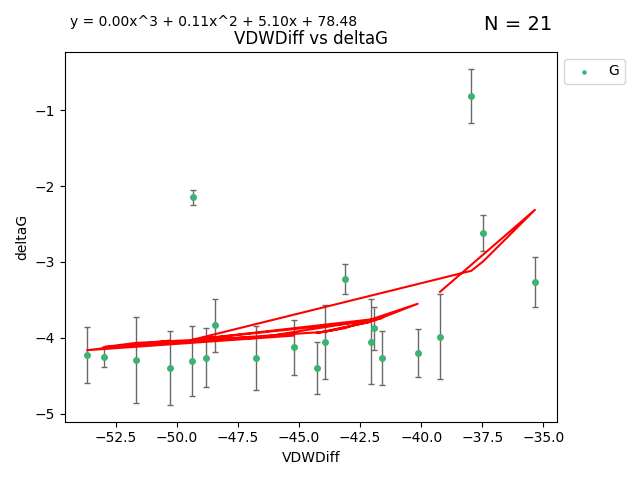 y = 0.00x^3 + 0.11x^2 + 5.10x + 78.48
N = 21
VDWDiff vs deltaG
G
deltaG
−1
−2
−3
−4
−5
−52.5 −50.0 −47.5 −45.0 −42.5 −40.0 −37.5 −35.0
VDWDiff